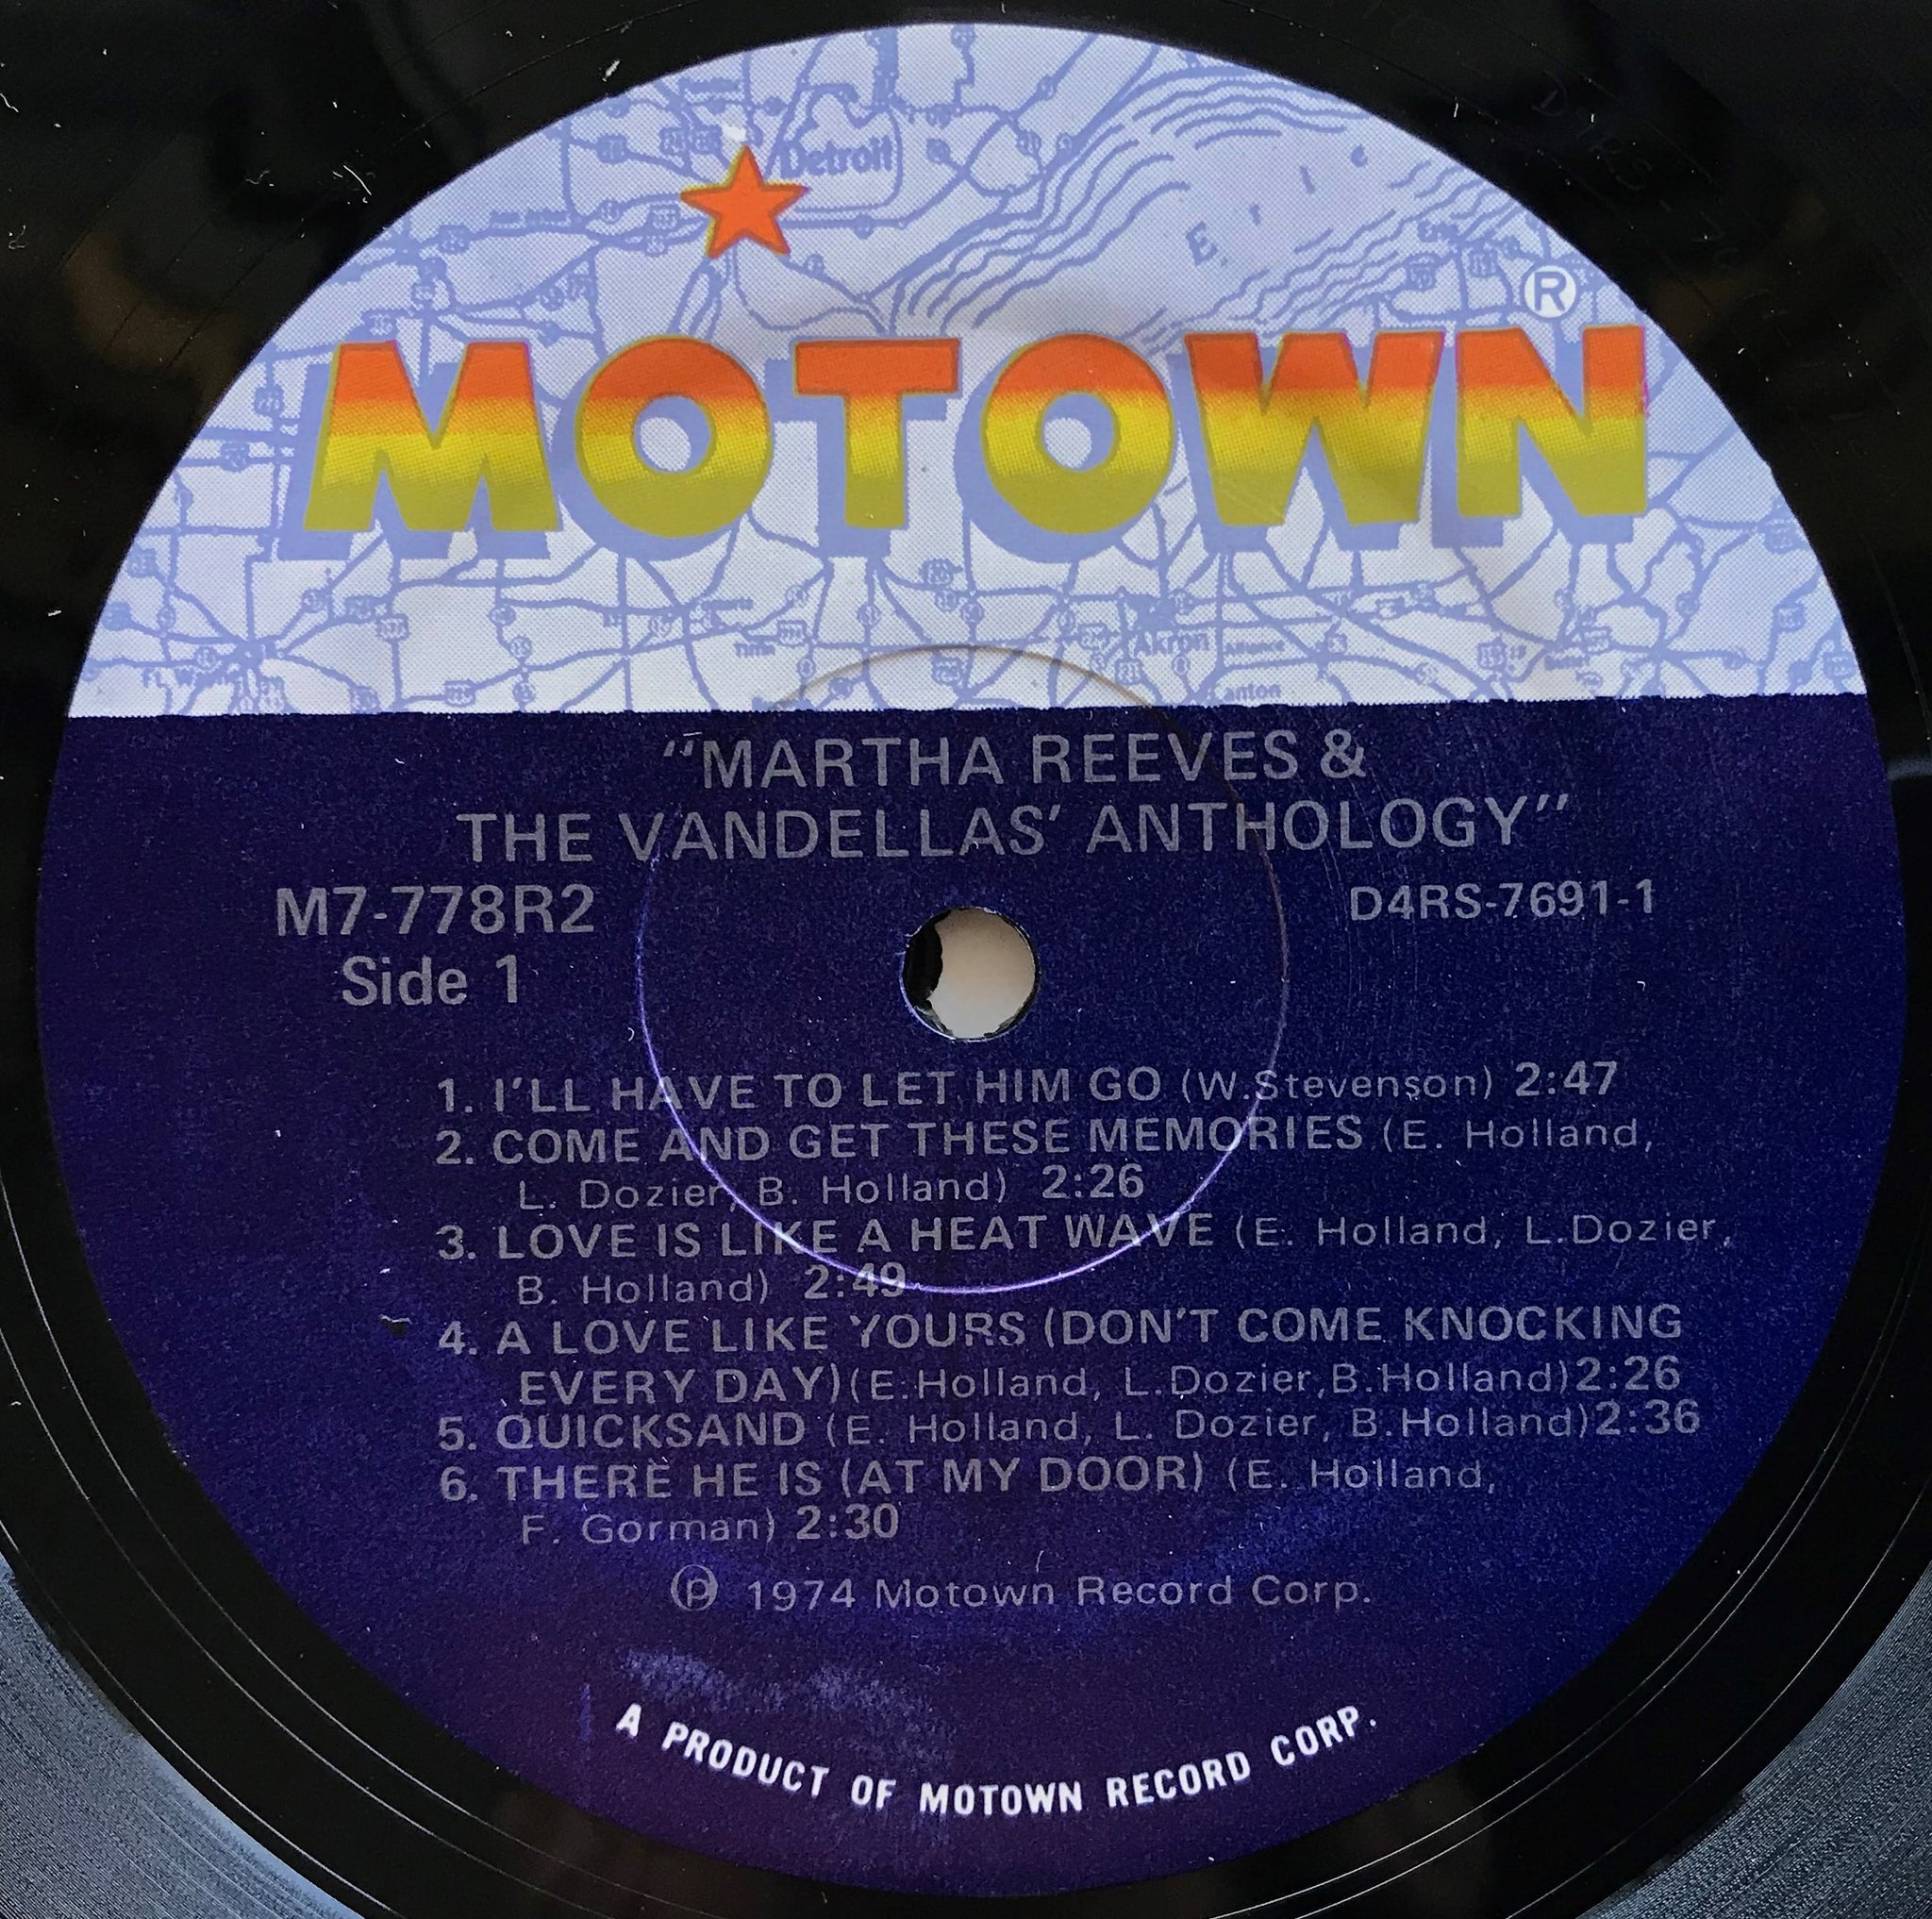 Detroit
E r i e
®
MOTOWN
Akron
Alliance
Canton
Ft. Wayne
"MARTHA REEVES &
THE VANDELLAS' ANTHOLOGY"
M7-778R2
D4RS-7691-1
Side 1
1. I'LL HAVE TO LET HIM GO (W.Stevenson) 2:47
2. COME AND GET THESE MEMORIES (E. Holland,
L. Dozier, B. Holland) 2:26
3. LOVE IS LIKE A HEAT WAVE (E. Holland, L.Dozier,
B. Holland) 2:49
4. A LOVE LIKE YOURS (DON'T COME KNOCKING
EVERY DAY)(E.Holland, L.Dozier,B.Holland)2:26
5. QUICKSAND (E. Holland, L. Dozier, B.Holland)2:36
6. THERE HE IS (AT MY DOOR) (E. Holland,
F. Gorman) 2:30
℗ 1974 Motown Record Corp.
A PRODUCT OF MOTOWN RECORD CORP.